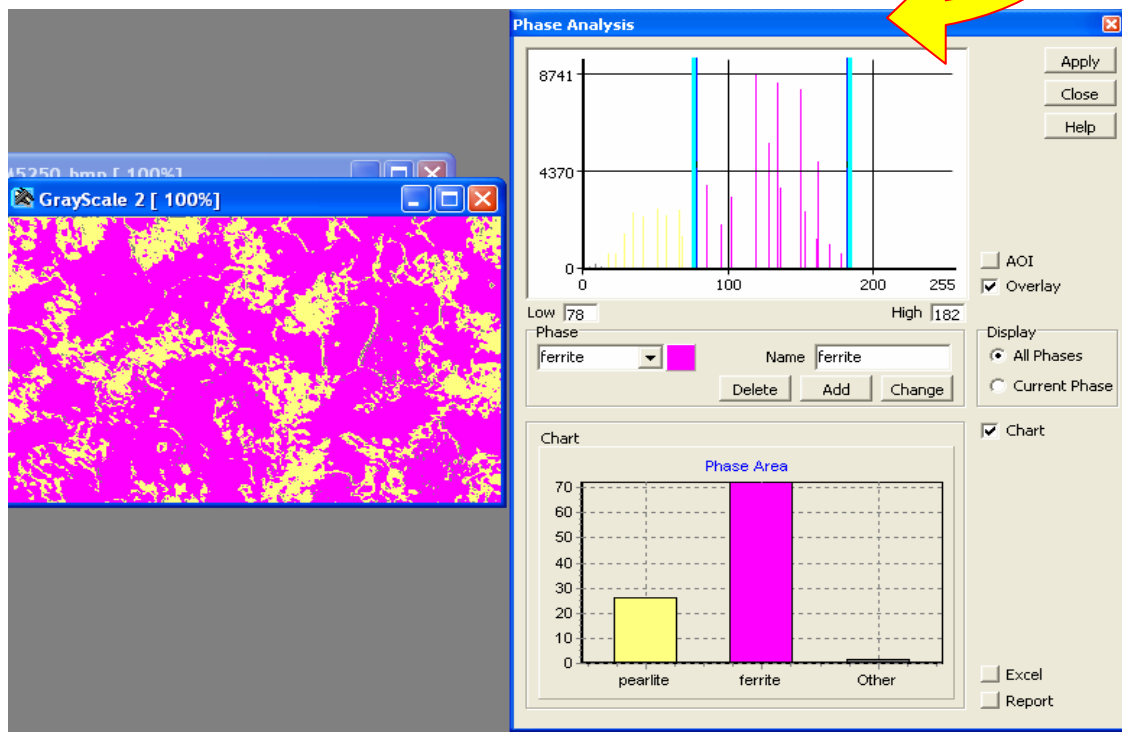 Phase Analysis
8741
4370
0
0 100 200 255
Low 78 High 182
Apply
Close
Help
AOI
Overlay
5250.bmp [ 100%]
GrayScale 2 [ 100%]
Phase
ferrite Name ferrite
Delete Add Change
Display
All Phases
Current Phase
Chart
Chart
Phase Area
70
60
50
40
30
20
10
0
pearlite ferrite Other
Excel
Report